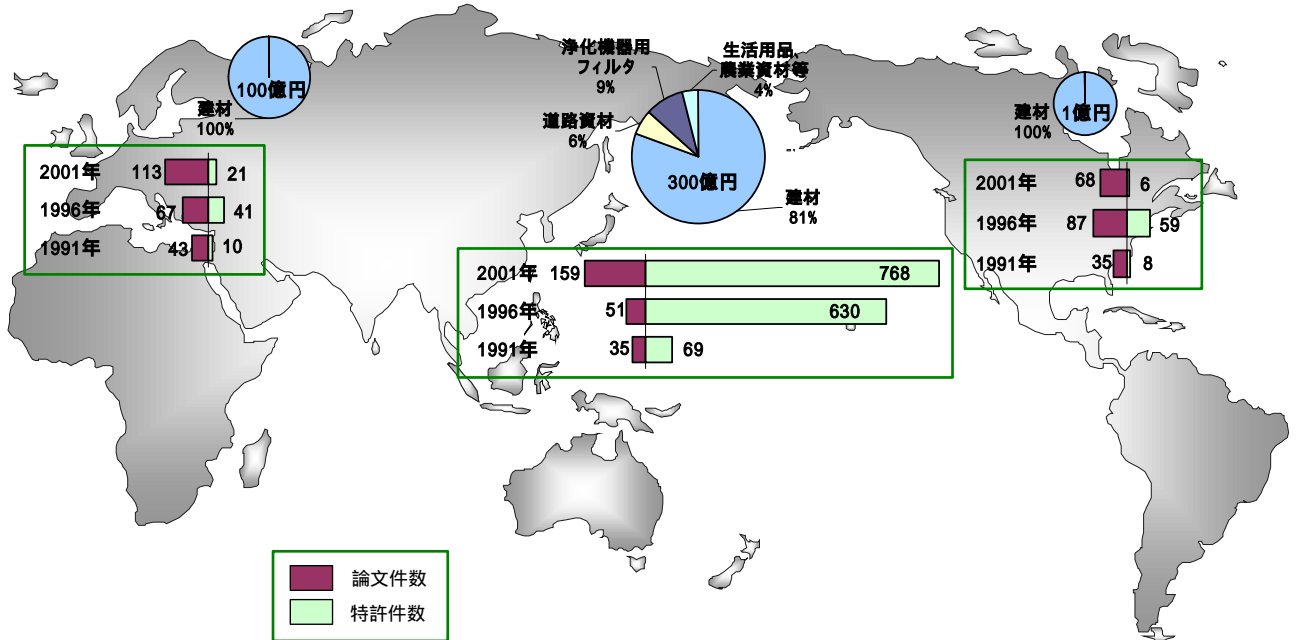 100億円
建材
100%
2001年 113 21
1996年 67 41
1991年 43 10
浄化機器用
フィルタ
9%
生活用品、
農業資材等
4%
道路資材
6%
300億円
建材
81%
2001年 159 768
1996年 51 630
1991年 35 69
1億円
建材
100%
2001年 68 6
1996年 87 59
1991年 35 8
論文件数
特許件数